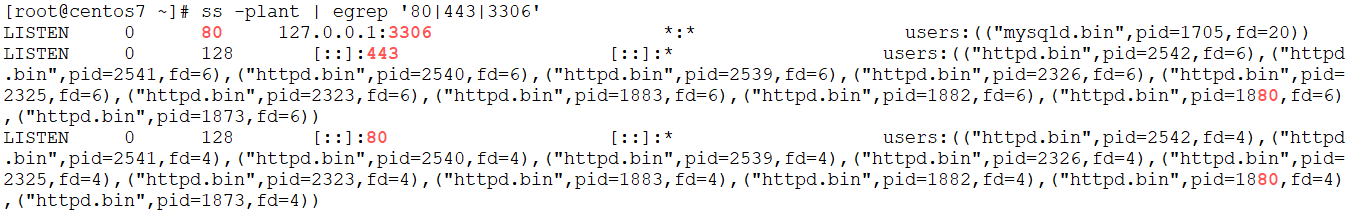 [root@centos7 ~]# ss -plant | egrep '80|443|3306'
LISTEN     0      80     127.0.0.1:3306                     *:*                   users:(("mysqld.bin",pid=1705,fd=20))
LISTEN     0      128       [::]:443                   [::]:*                   users:(("httpd.bin",pid=2542,fd=6),("httpd
.bin",pid=2541,fd=6),("httpd.bin",pid=2540,fd=6),("httpd.bin",pid=2539,fd=6),("httpd.bin",pid=2326,fd=6),("httpd.bin",pid=
2325,fd=6),("httpd.bin",pid=2323,fd=6),("httpd.bin",pid=1883,fd=6),("httpd.bin",pid=1882,fd=6),("httpd.bin",pid=1880,fd=6)
,("httpd.bin",pid=1873,fd=6))
LISTEN     0      128       [::]:80                    [::]:*                   users:(("httpd.bin",pid=2542,fd=4),("httpd
.bin",pid=2541,fd=4),("httpd.bin",pid=2540,fd=4),("httpd.bin",pid=2539,fd=4),("httpd.bin",pid=2326,fd=4),("httpd.bin",pid=
2325,fd=4),("httpd.bin",pid=2323,fd=4),("httpd.bin",pid=1883,fd=4),("httpd.bin",pid=1882,fd=4),("httpd.bin",pid=1880,fd=4)
,("httpd.bin",pid=1873,fd=4))